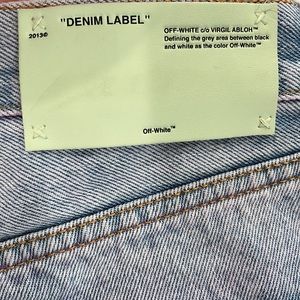 "DENIM LABEL"
2013©
OFF-WHITE c/o VIRGIL ABLOH™
Defining the grey area between black
and white as the color Off-White™
Off-White™